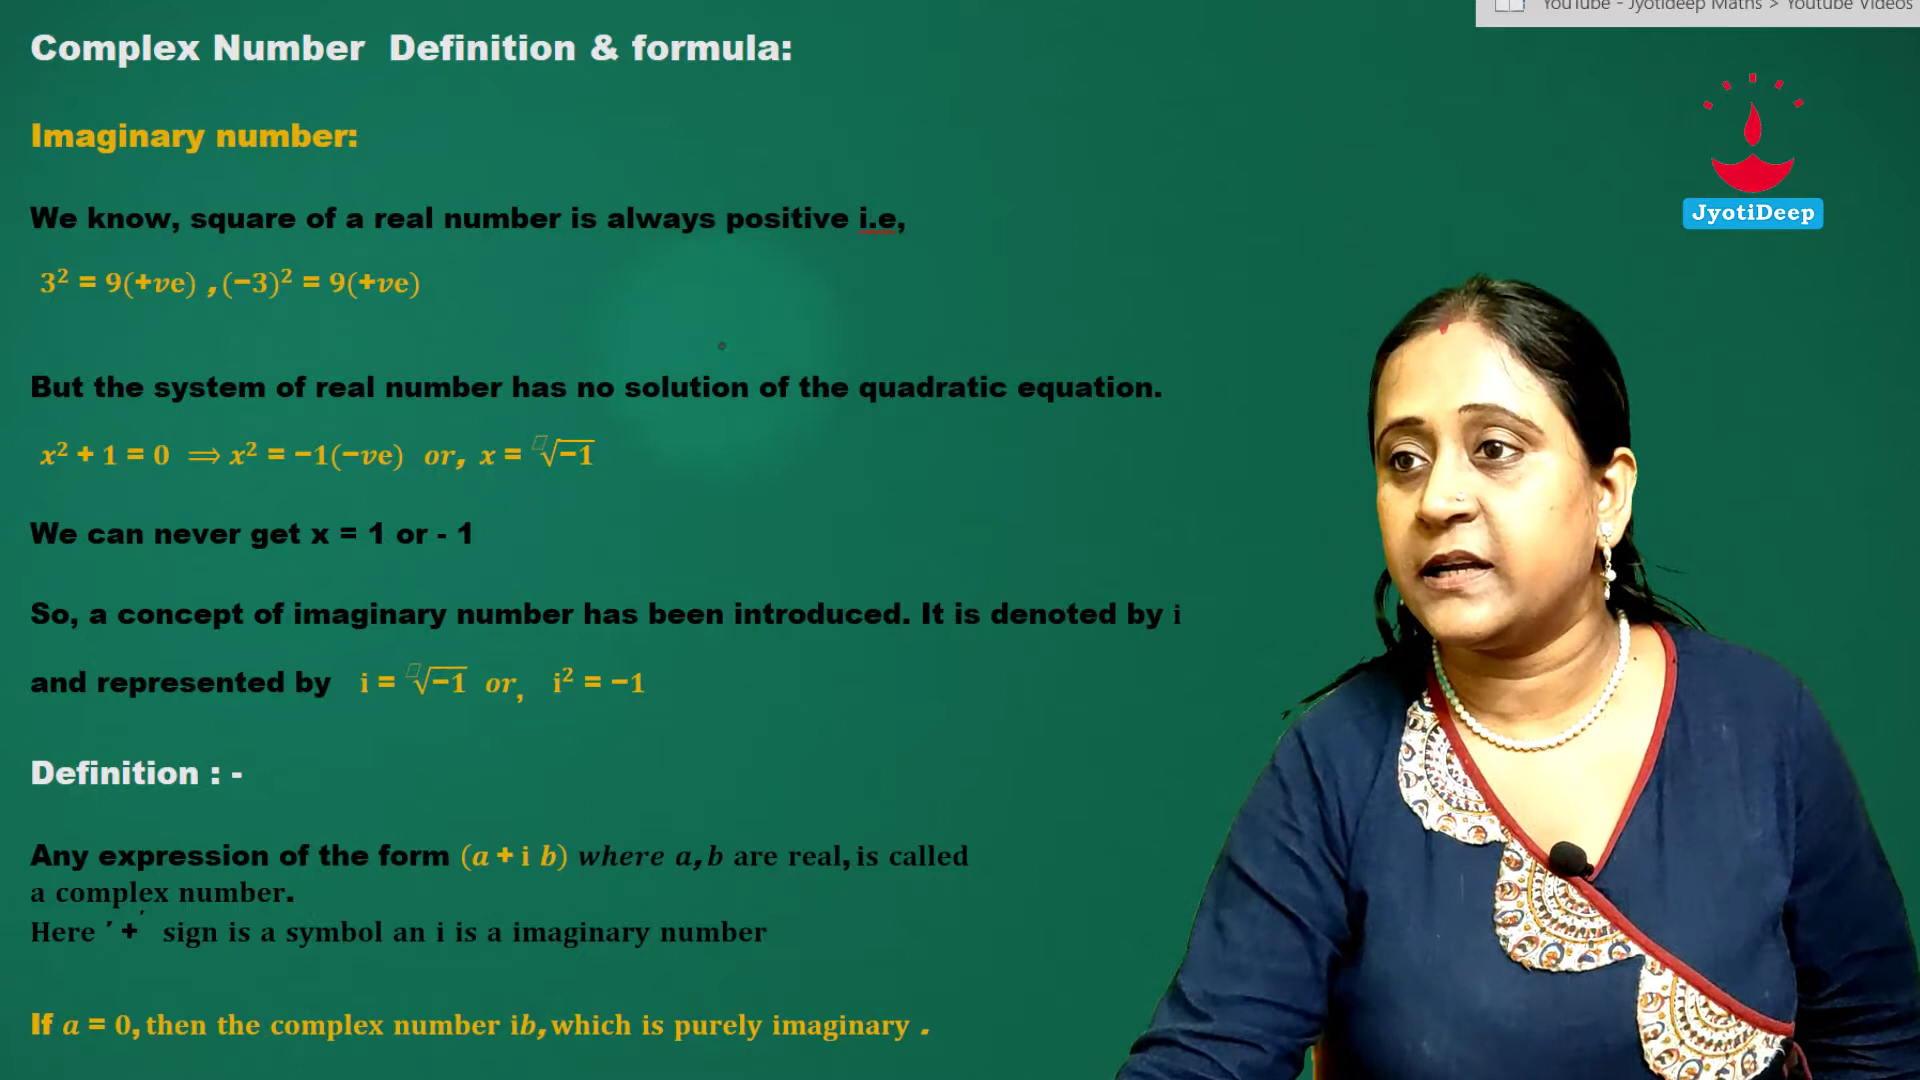 YouTube - Jyotideep Maths > Youtube Videos
Complex Number Definition & formula:
JyotiDeep
Imaginary number:
We know, square of a real number is always positive i.e,
3² = 9(+ve) , (−3)² = 9(+ve)
But the system of real number has no solution of the quadratic equation.
x² + 1 = 0 ⟹ x² = −1(−ve) or, x = √−1
We can never get x = 1 or - 1
So, a concept of imaginary number has been introduced. It is denoted by i
and represented by i = √−1 or, i² = −1
Definition : -
Any expression of the form (a + i b) where a, b are real, is called
a complex number.
Here ′ + ′ sign is a symbol an i is a imaginary number
If a = 0, then the complex number ib, which is purely imaginary .